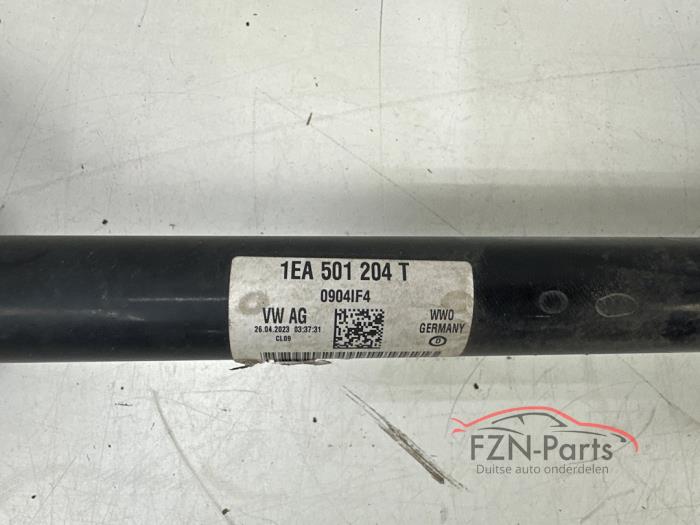 1EA 501 204 T
0904IF4
VW AG
26.04.2023 03:37:31
CL09
WWO
GERMANY
FZN-Parts
Duitse auto onderdelen